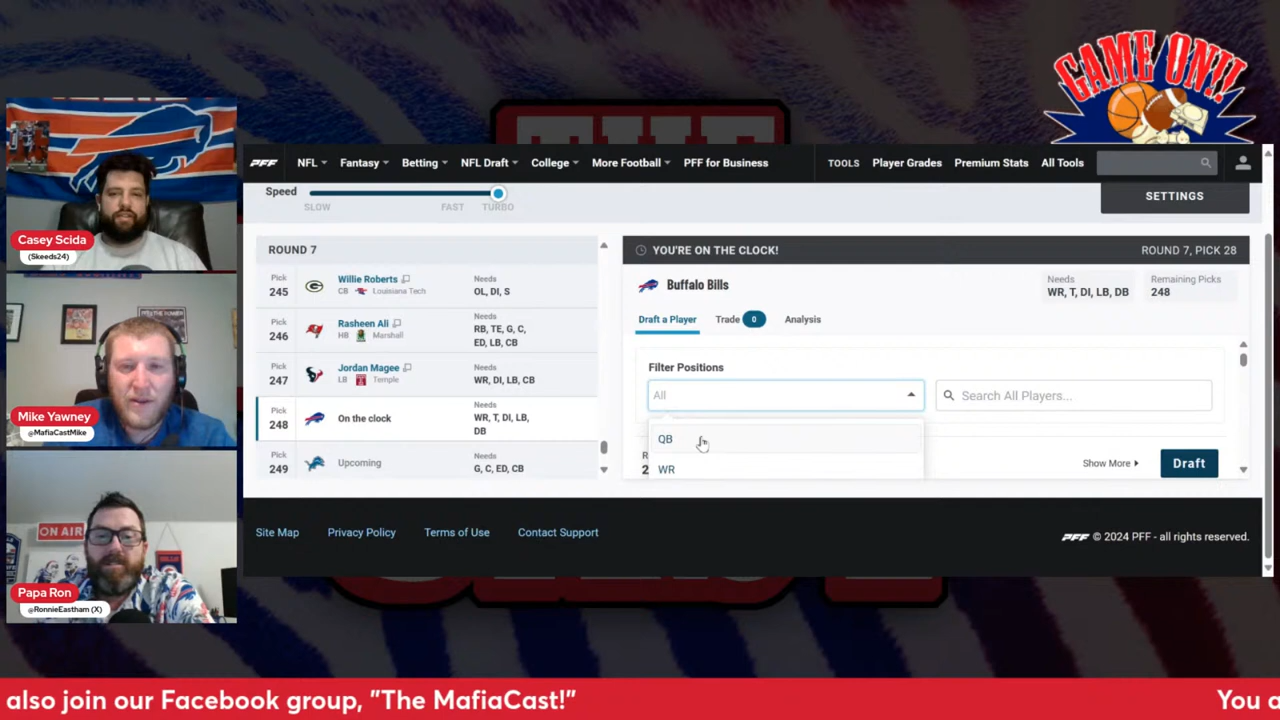 GAME ON!!
THE
PFF
NFL
Fantasy
Betting
NFL Draft
College
More Football
PFF for Business
TOOLS
Player Grades
Premium Stats
All Tools
Speed
SLOW
FAST
TURBO
SETTINGS
ROUND 7
Pick
245
Willie Roberts
CB
Louisiana Tech
Needs
OL, DI, S
Pick
246
Rasheen Ali
HB
Marshall
Needs
RB, TE, G, C,
ED, LB, CB
Pick
247
Jordan Magee
LB
Temple
Needs
WR, DI, LB, CB
Pick
248
On the clock
Needs
WR, T, DI, LB,
DB
Pick
249
Upcoming
Needs
G, C, ED, CB
YOU'RE ON THE CLOCK!
ROUND 7, PICK 28
Buffalo Bills
Needs
WR, T, DI, LB, DB
Remaining Picks
248
Draft a Player
Trade
0
Analysis
Filter Positions
All
Search All Players...
QB
WR
Show More
Draft
Site Map
Privacy Policy
Terms of Use
Contact Support
PFF © 2024 PFF - all rights reserved.
Casey Scida
(Skeeds24)
Mike Yawney
@MafiaCastMike
ON AIR
Papa Ron
@RonnieEastham (X)
also join our Facebook group, "The MafiaCast!"
You